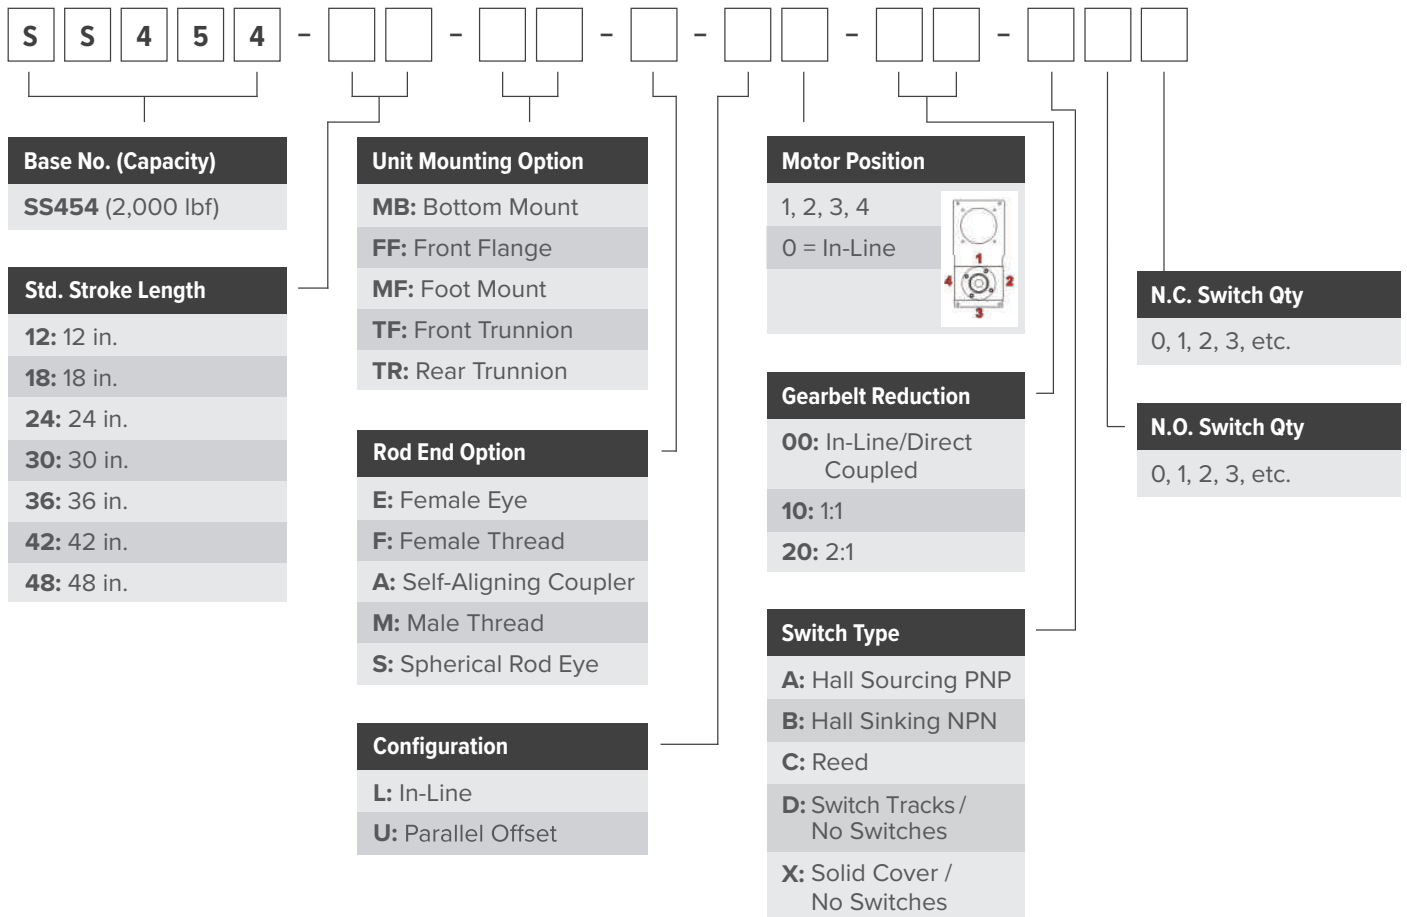 S S 4 5 4 – – – – – –
Base No. (Capacity)
SS454 (2,000 lbf)
Std. Stroke Length
12: 12 in.
18: 18 in.
24: 24 in.
30: 30 in.
36: 36 in.
42: 42 in.
48: 48 in.
Unit Mounting Option
MB: Bottom Mount
FF: Front Flange
MF: Foot Mount
TF: Front Trunnion
TR: Rear Trunnion
Rod End Option
E: Female Eye
F: Female Thread
A: Self-Aligning Coupler
M: Male Thread
S: Spherical Rod Eye
Configuration
L: In-Line
U: Parallel Offset
Motor Position
1, 2, 3, 4
0 = In-Line
1
4 2
3
Gearbelt Reduction
00: In-Line/Direct
Coupled
10: 1:1
20: 2:1
Switch Type
A: Hall Sourcing PNP
B: Hall Sinking NPN
C: Reed
D: Switch Tracks /
No Switches
X: Solid Cover /
No Switches
N.C. Switch Qty
0, 1, 2, 3, etc.
N.O. Switch Qty
0, 1, 2, 3, etc.